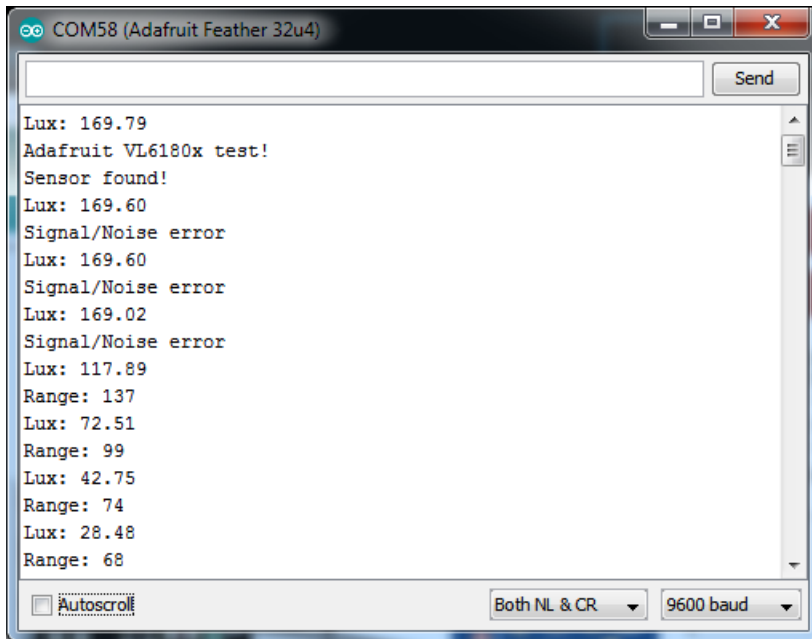 COM58 (Adafruit Feather 32u4)
Send
Lux: 169.79
Adafruit VL6180x test!
Sensor found!
Lux: 169.60
Signal/Noise error
Lux: 169.60
Signal/Noise error
Lux: 169.02
Signal/Noise error
Lux: 117.89
Range: 137
Lux: 72.51
Range: 99
Lux: 42.75
Range: 74
Lux: 28.48
Range: 68
Autoscroll Both NL & CR 9600 baud